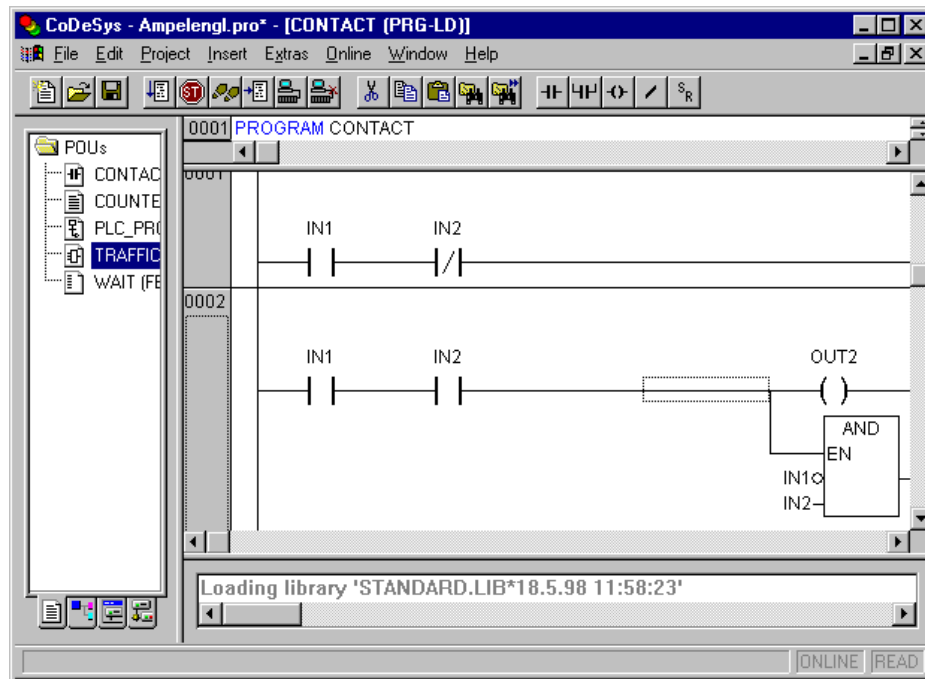 CoDeSys - Ampelengl.pro* - [CONTACT (PRG-LD)]
File Edit Project Insert Extras Online Window Help
ST
S R
0001 PROGRAM CONTACT
POUs
CONTAC
COUNTE
PLC_PR(
TRAFFIC
WAIT (FE
0001
IN1 IN2
0002
IN1 IN2 OUT2
AND
EN
IN1
IN2
Loading library 'STANDARD.LIB*18.5.98 11:58:23'
ONLINE READ